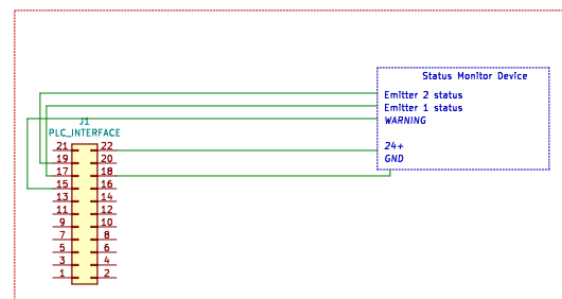 Status Monitor Device
Emitter 2 status
Emitter 1 status
WARNING
24+
GND
J1
PLC_INTERFACE
21 22
19 20
17 18
15 16
13 14
11 12
9 10
7 8
5 6
3 4
1 2